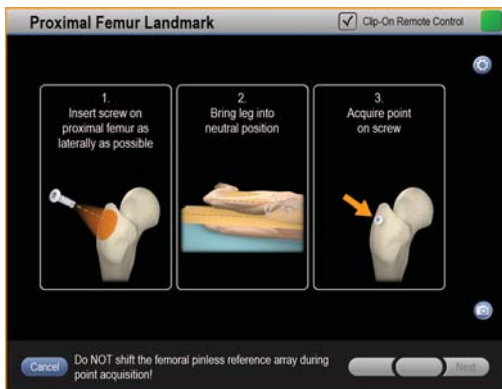 Proximal Femur Landmark
Clip-On Remote Control
1.
Insert screw on
proximal femur as
laterally as possible
2.
Bring leg into
neutral position
3.
Acquire point
on screw
Cancel
Do NOT shift the femoral pinless reference array during
point acquisition!
Next